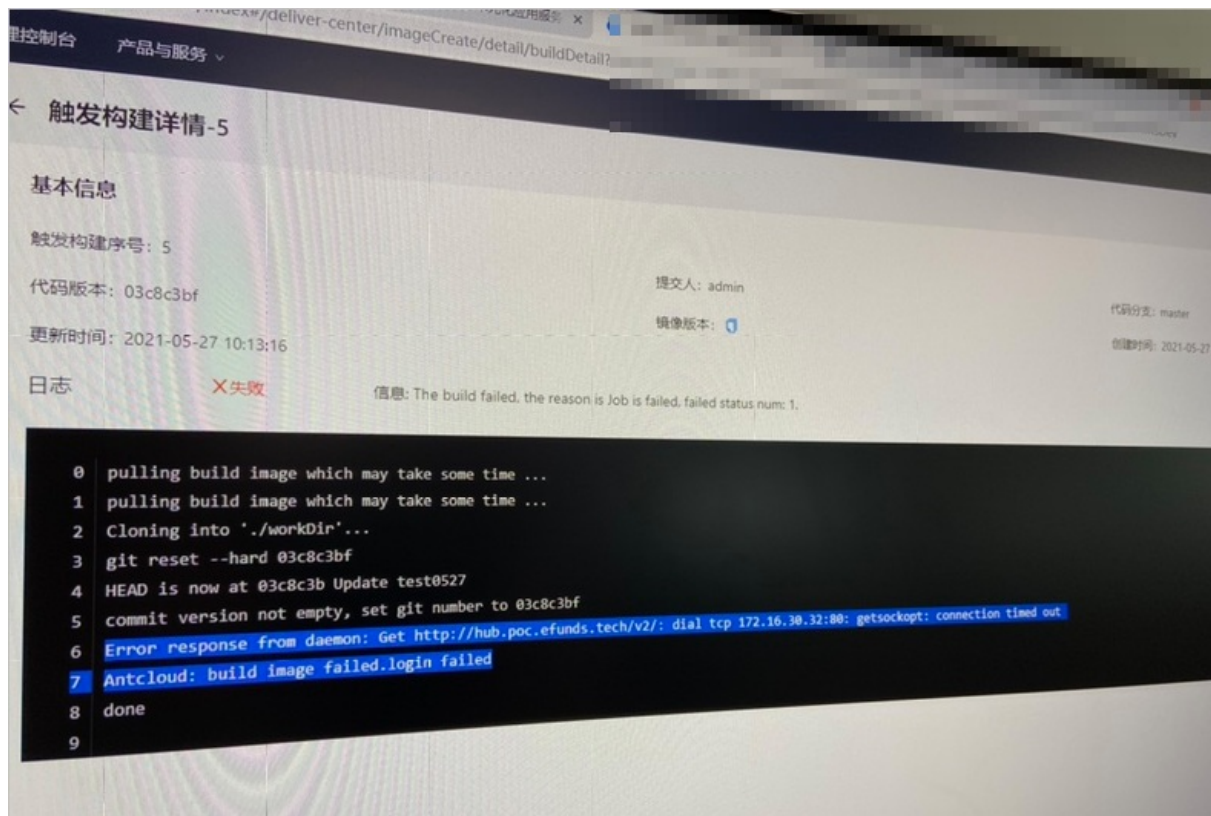 index#/deliver-center/imageCreate/detail/buildDetail?
理控制台 产品与服务
← 触发构建详情-5
基本信息
触发构建序号: 5
提交人: admin
代码分支: master
代码版本: 03c8c3bf
镜像版本:
创建时间: 2021-05-27
更新时间: 2021-05-27 10:13:16
日志 X失败 信息: The build failed, the reason is Job is failed, failed status num: 1.
0 pulling build image which may take some time ...
1 pulling build image which may take some time ...
2 Cloning into './workDir'...
3 git reset --hard 03c8c3bf
4 HEAD is now at 03c8c3b Update test0527
5 commit version not empty, set git number to 03c8c3bf
6 Error response from daemon: Get http://hub.poc.efunds.tech/v2/: dial tcp 172.16.30.32:80: getsockopt: connection timed out
7 Antcloud: build image failed.login failed
8 done
9